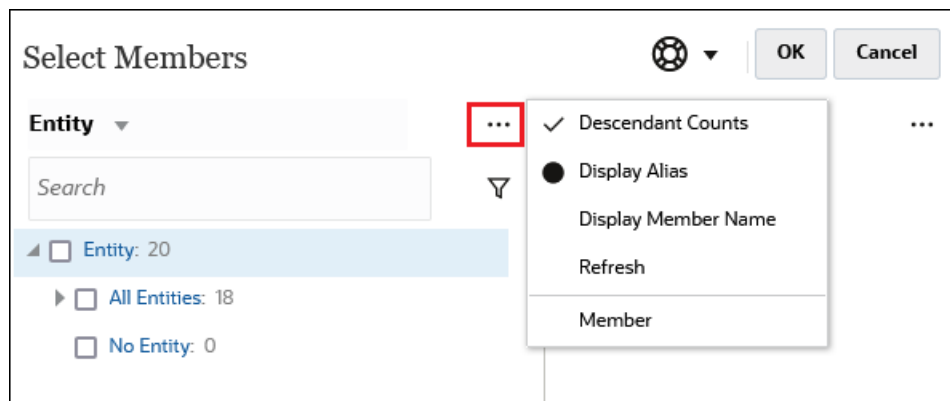 Select Members
OK
Cancel
Entity
Search
Entity: 20
All Entities: 18
No Entity: 0
Descendant Counts
Display Alias
Display Member Name
Refresh
Member